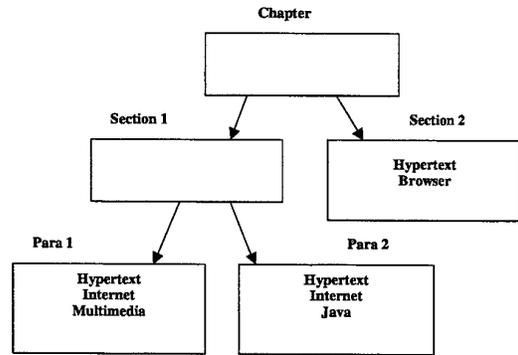 Chapter
Section 1
Section 2
Hypertext
Browser
Para 1
Para 2
Hypertext
Internet
Multimedia
Hypertext
Internet
Java